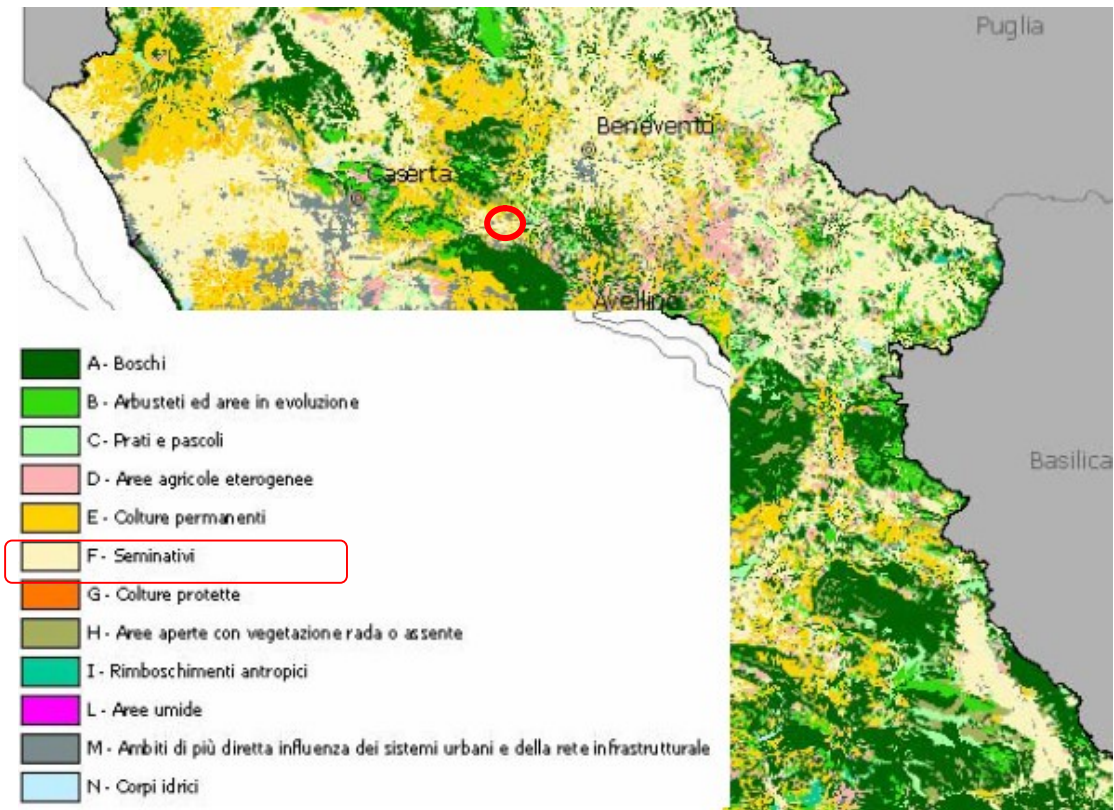 Puglia
Benevento
Caserta
Avellino
A - Boschi
B - Arbusteti ed aree in evoluzione
C - Prati e pascoli
D - Aree agricole eterogenee
Basilica
E - Colture permanenti
F - Seminativi
G - Colture protette
H - Aree aperte con vegetazione rada o assente
I - Rimboschimenti antropici
L - Aree umide
M - Ambiti di più diretta influenza dei sistemi urbani e della rete infrastrutturale
N - Corpi idrici